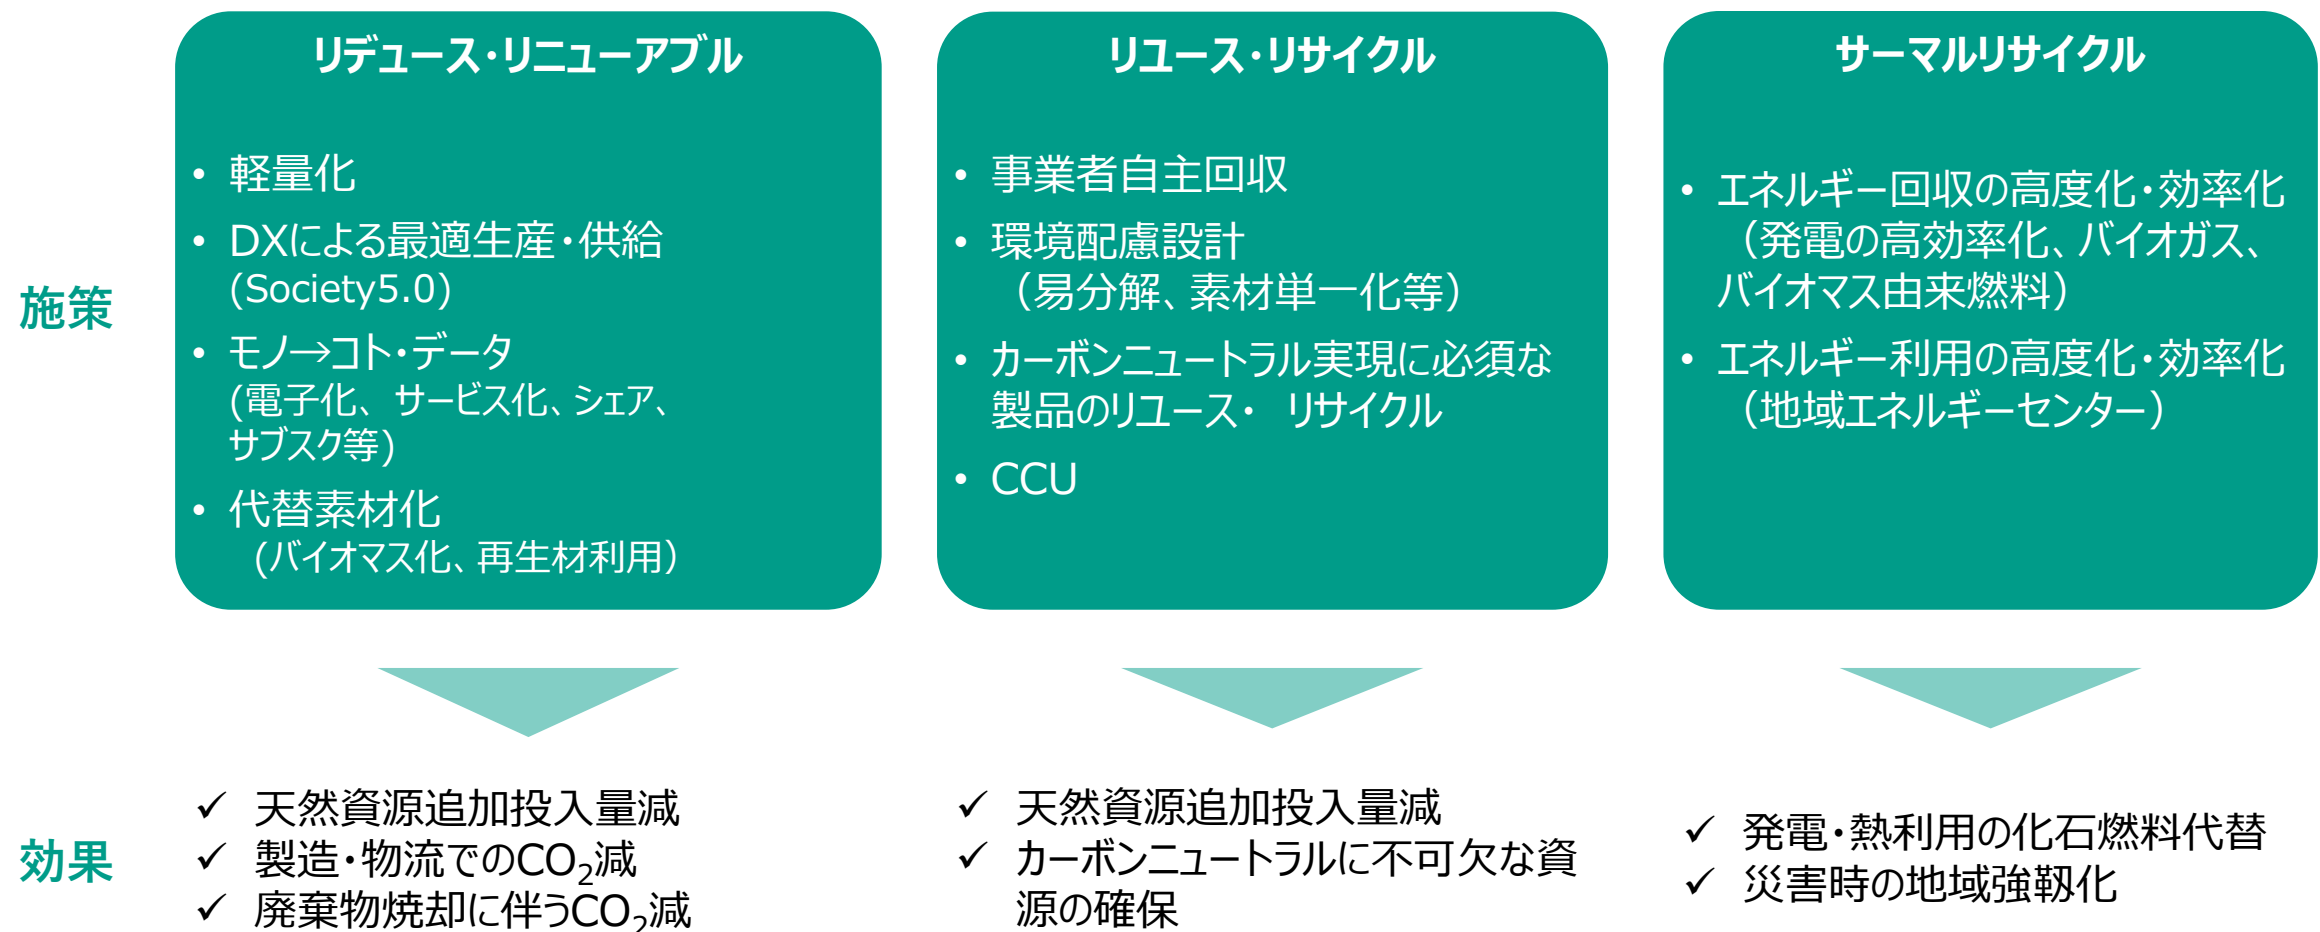 施策
リデュース・リニューアブル
• 軽量化
• DXによる最適生産・供給
(Society5.0)
• モノ→コト・データ
(電子化、サービス化、シェア、
サブスク等)
• 代替素材化
(バイオマス化、再生材利用）
リユース・リサイクル
• 事業者自主回収
• 環境配慮設計
（易分解、素材単一化等）
• カーボンニュートラル実現に必須な
製品のリユース・ リサイクル
• CCU
サーマルリサイクル
• エネルギー回収の高度化・効率化
（発電の高効率化、バイオガス、
バイオマス由来燃料）
• エネルギー利用の高度化・効率化
（地域エネルギーセンター）
効果
✓ 天然資源追加投入量減
✓ 製造・物流でのCO₂減
✓ 廃棄物焼却に伴うCO₂減
✓ 天然資源追加投入量減
✓ カーボンニュートラルに不可欠な資
源の確保
✓ 発電・熱利用の化石燃料代替
✓ 災害時の地域強靱化